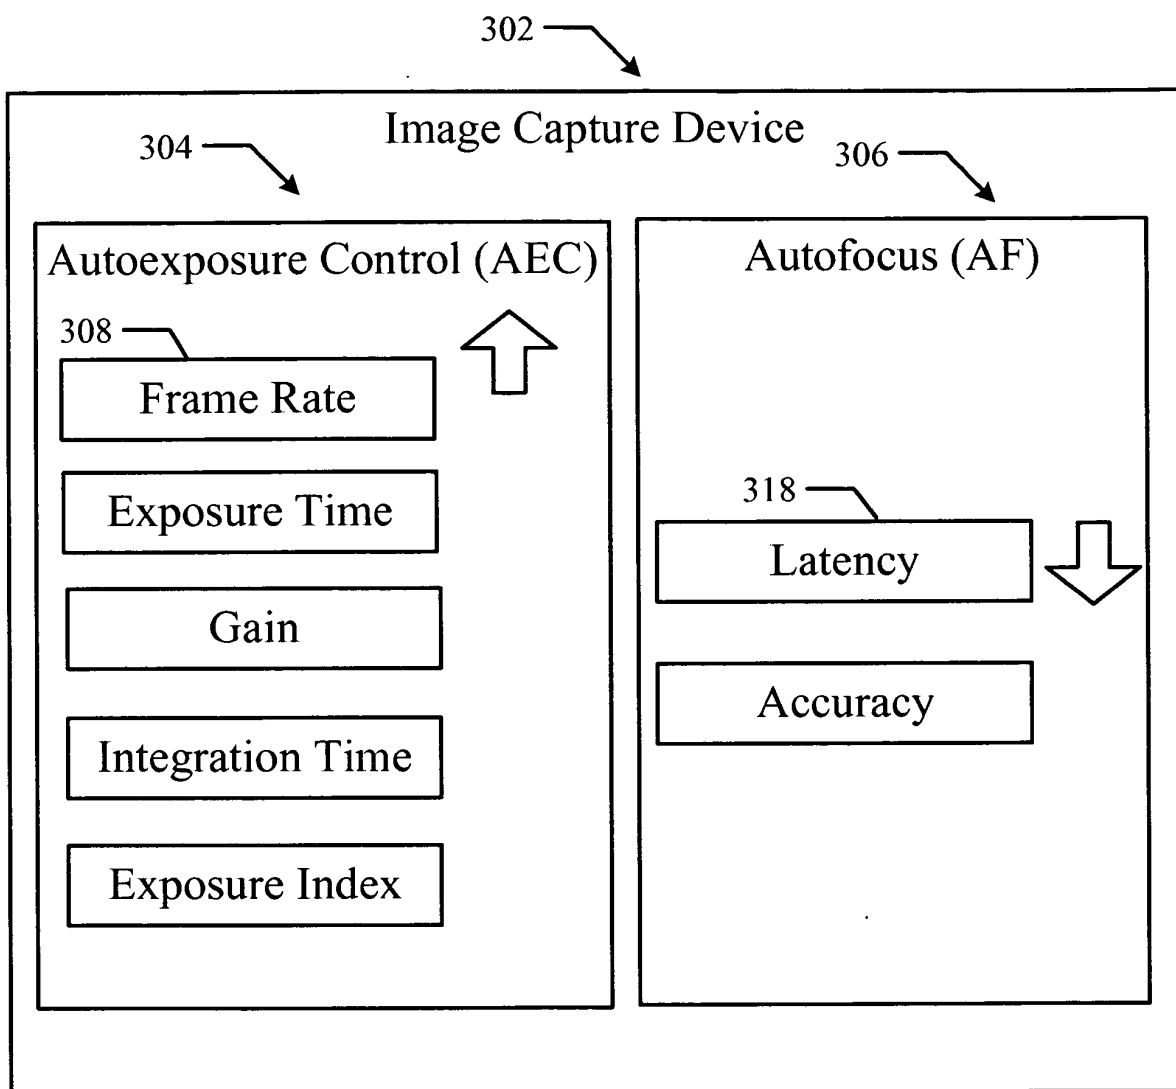 302
Image Capture Device
304
306
Autoexposure Control (AEC)
308
Frame Rate
Exposure Time
Gain
Integration Time
Exposure Index
Autofocus (AF)
318
Latency
Accuracy